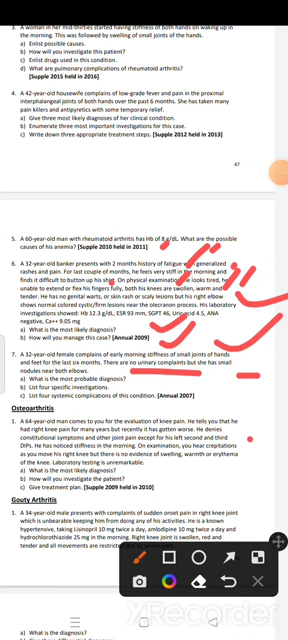 3. A woman in her mid-thirties started having stiffness of both hands on waking up in
the morning. This was followed by swelling of small joints of the hands.
a) Enlist possible causes.
b) How will you investigate this patient?
c) Enlist drugs used in this condition.
d) What are pulmonary complications of rheumatoid arthritis?
[Supple 2015 held in 2016]
4. A 42-year-old housewife complains of low-grade fever and pain in the proximal
interphalangeal joints of both hands over the past 6 months. She has taken many
pain killers and antipyretics with some temporary relief.
a) Give three most likely diagnoses of her clinical condition.
b) Enumerate three most important investigations for this case.
c) Write down three appropriate treatment steps. [Supple 2012 held in 2013]
47
5. A 60-year-old man with rheumatoid arthritis has Hb of 8 g/dL. What are the possible
causes of his anemia? [Supple 2010 held in 2011]
6. A 32-year-old banker presents with 2 months history of fatigue with generalized
rashes and pain. For last couple of months, he feels very stiff in the morning and
finds it difficult to button up his shirt. On physical examination, he looks tired, he
unable to extend or flex his fingers fully, both his knees are swollen, warm and
tender. He has no genital warts, or skin rash or scaly lesions but his right elbow
shows normal colored cystic/firm lesions near the olecranon process. His laboratory
investigations showed: Hb 12.3 g/dL, ESR 93 mm, SGPT 46, Uric acid 4.5, ANA
negative, Ca++ 9.05 mg
a) What is the most likely diagnosis?
b) How will you manage this case? [Annual 2009]
7. A 32-year-old female complains of early morning stiffness of small joints of hands
and feet for the last six months. There are no urinary complaints but she has small
nodules near both elbows.
a) What is the most probable diagnosis?
b) List four specific investigations.
c) List four systemic complications of this condition. [Annual 2007]
Osteoarthritis
1. A 64-year-old man comes to you for the evaluation of knee pain. He tells you that he
had right knee pain for many years but recently it has gotten worse. He denies
constitutional symptoms and other joint pain except for his left second and third
DIPs. He has noticed stiffness in the morning. On examination, you hear crepitations
as you move his right knee but there is no evidence of swelling, warmth or erythema
of the knee. Laboratory testing is unremarkable.
a) What is the most likely diagnosis?
b) How will you investigate the patient?
c) Give treatment plan. [Supple 2009 held in 2010]
Gouty Arthritis
1. A 34-year-old male presents with complaints of sudden onset pain in right knee joint
which is unbearable keeping him from doing any of his activities. He is a known
hypertensive, taking Lisinopril 10 mg twice a day, amlodipine 10 mg twice a day and
hydrochlorothiazide 25 mg in the morning. Right knee joint is swollen, red and
tender and all movements are restricted
a) What is the diagnosis?
XRecorder